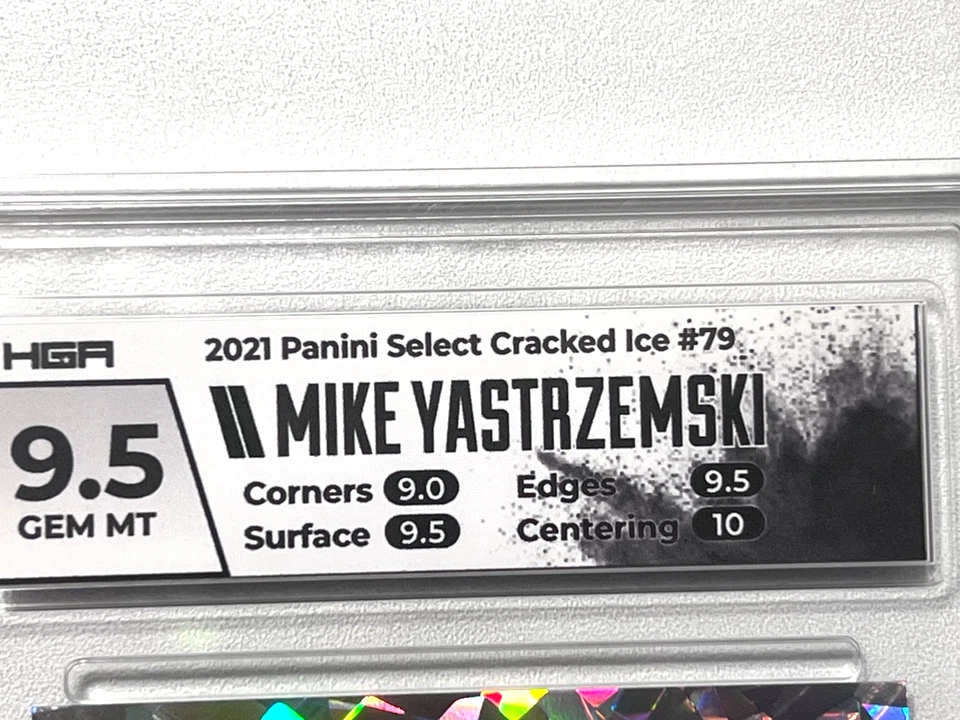 HGA
2021 Panini Select Cracked Ice #79
9.5
GEM MT
MIKE YASTRZEMSKI
Corners 9.0 Edges 9.5
Surface 9.5 Centering 10